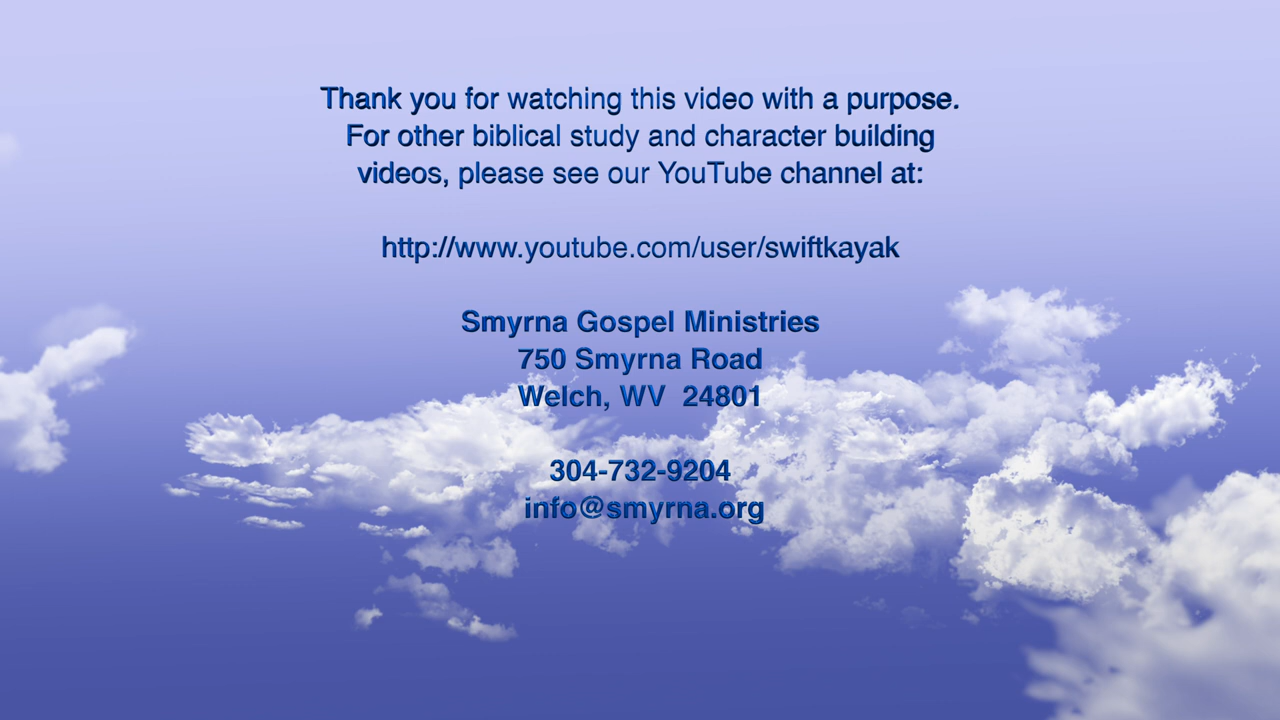 Thank you for watching this video with a purpose.
For other biblical study and character building
videos, please see our YouTube channel at:
http://www.youtube.com/user/swiftkayak
Smyrna Gospel Ministries
750 Smyrna Road
Welch, WV  24801
304-732-9204
info@smyrna.org